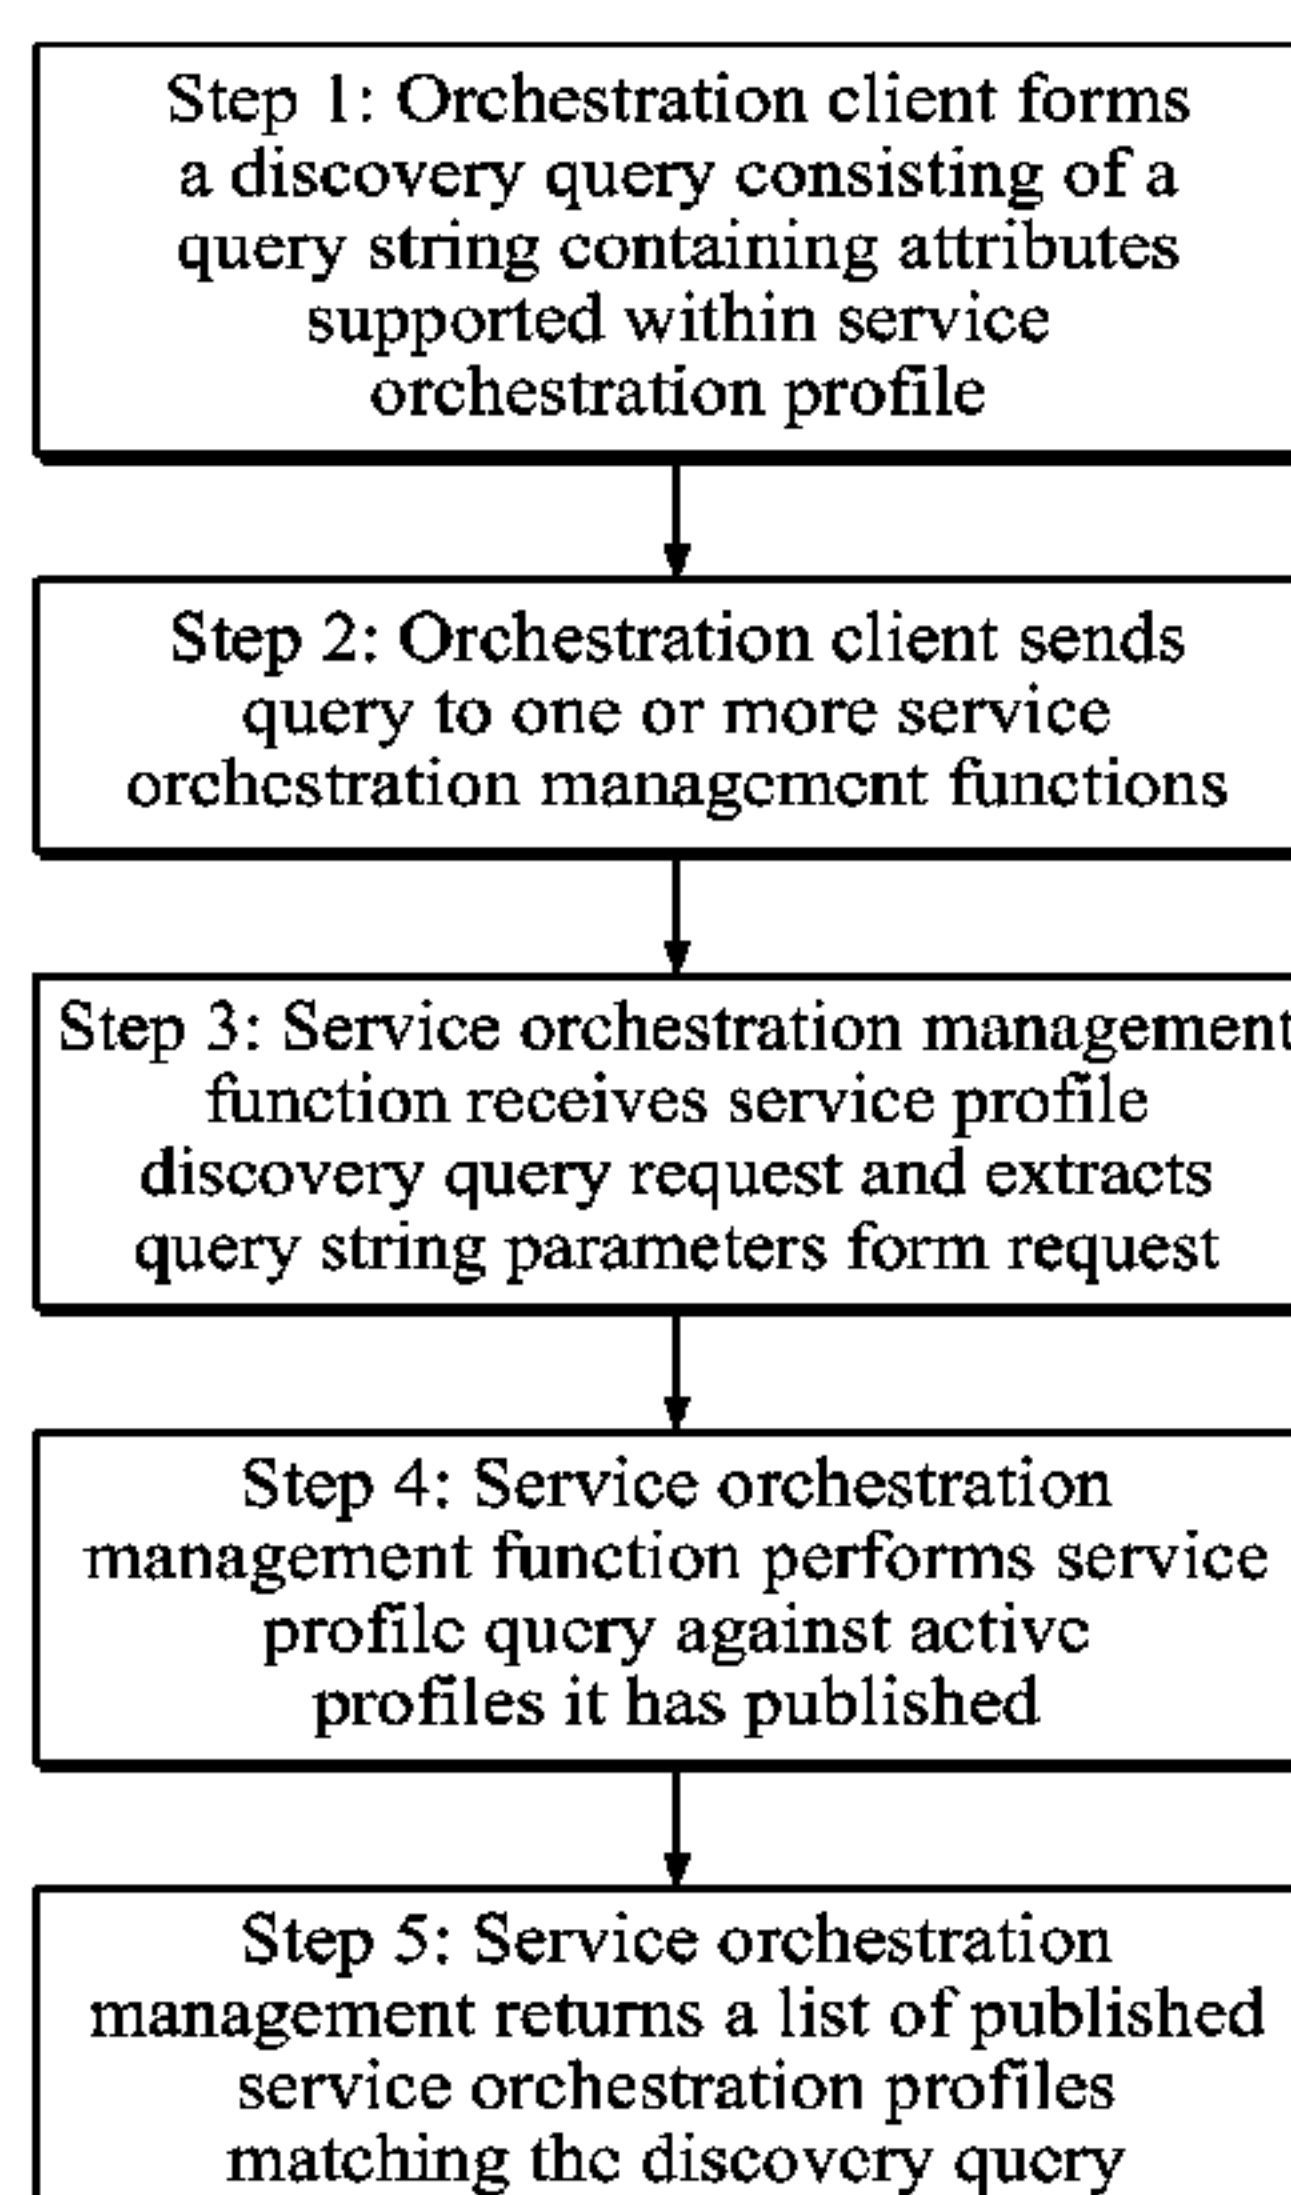 Step 1: Orchestration client forms
a discovery query consisting of a
query string containing attributes
supported within service
orchestration profile
Step 2: Orchestration client sends
query to one or more service
orchestration management functions
Step 3: Service orchestration management
function receives service profile
discovery query request and extracts
query string parameters form request
Step 4: Service orchestration
management function performs service
profile query against active
profiles it has published
Step 5: Service orchestration
management returns a list of published
service orchestration profiles
matching the discovery query